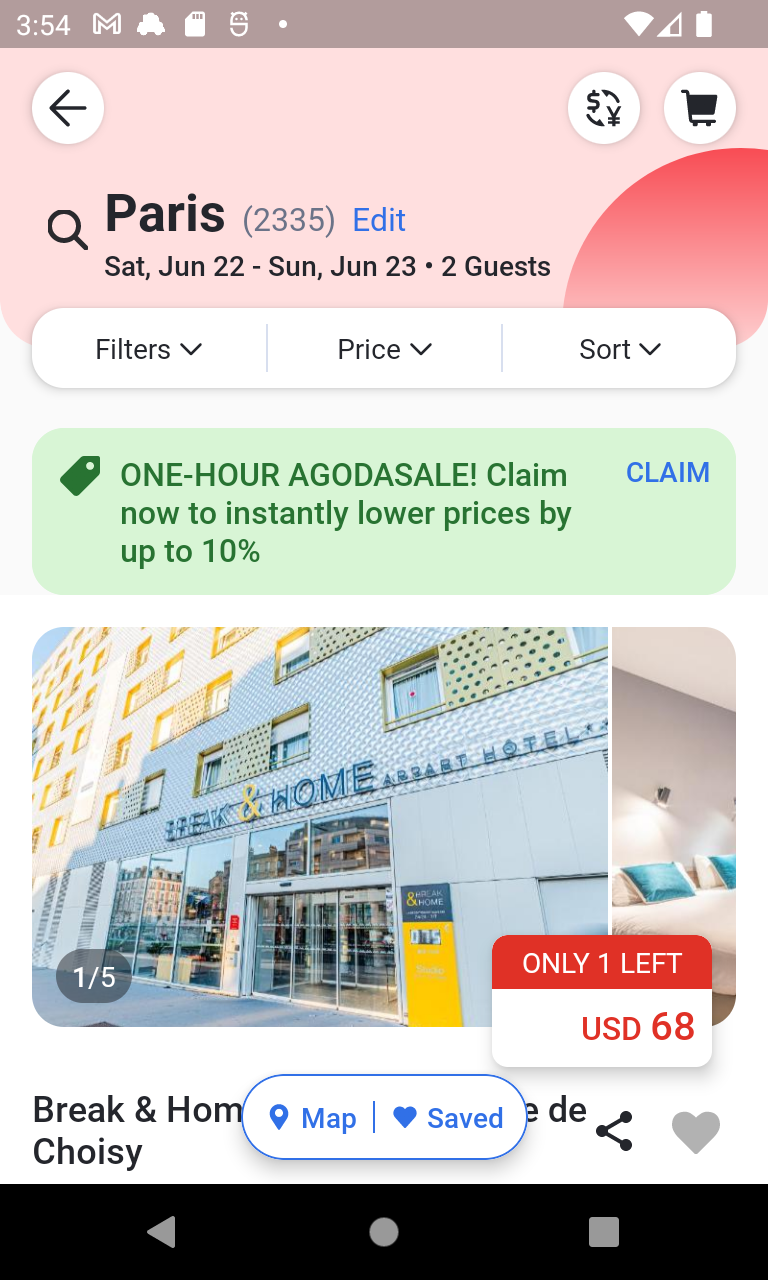 3:54
Paris (2335) Edit
Sat, Jun 22 - Sun, Jun 23 • 2 Guests
Filters Price Sort
ONE-HOUR AGODASALE! Claim
now to instantly lower prices by
up to 10%
CLAIM
BREAK & HOME APPART HOTEL
&BREAK
HOME
1/5
ONLY 1 LEFT
USD 68
Break & Hom
e de
Choisy
Map Saved